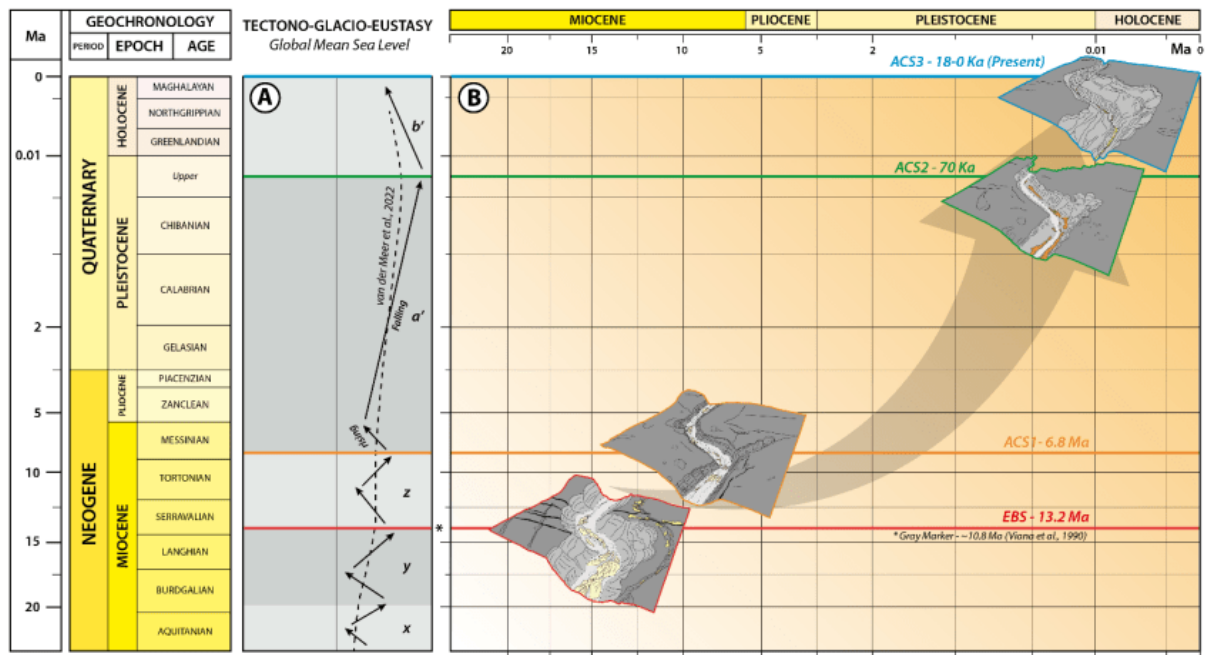 Ma
GEOCHRONOLOGY
PERIOD EPOCH AGE
TECTONO-GLACIO-EUSTASY
Global Mean Sea Level
MIOCENE PLIOCENE PLEISTOCENE HOLOCENE
20 15 10 5 2 0.01 Ma 0
0
0.01
2
5
10
15
20
QUATERNARY
NEOGENE
HOLOCENE
PLEISTOCENE
PLIOCENE
MIOCENE
MAGHALAYAN
NORTHGRIPPIAN
GREENLANDIAN
Upper
CHIBANIAN
CALABRIAN
GELASIAN
PIACENZIAN
ZANCLEAN
MESSINIAN
TORTONIAN
SERRAVALIAN
LANGHIAN
BURDGALIAN
AQUITANIAN
A
b'
van der Meer et al., 2022
Falling
a'
rising
z
y
x
*
B
ACS3 - 18-0 Ka (Present)
ACS2 - 70 Ka
ACS1- 6.8 Ma
EBS - 13.2 Ma
* Gray Marker - ~10.8 Ma (Viana et al., 1990)